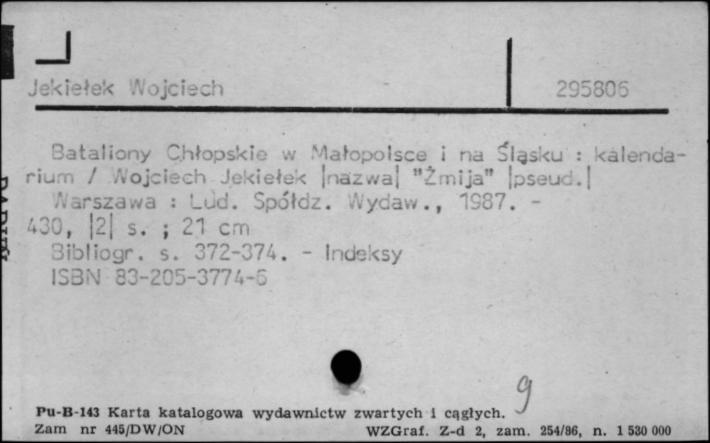 Jekiełek Wojciech 295806
Bataliony Chłopskie w Małopolsce i na Śląsku : kalenda-
rium / Wojciech Jekiełek |nazwa| "Żmija" |pseud.|
Warszawa : Lud. Spółdz. Wydaw., 1987. -
430, |2| s. ; 21 cm
Bibliogr. s. 372-374. - Indeksy
ISBN 83-205-3774-6
g
Pu-B-143 Karta katalogowa wydawnictw zwartych i cągłych.
Zam nr 445/DW/ON WZGraf. Z-d 2, zam. 254/86, n. 1 530 000